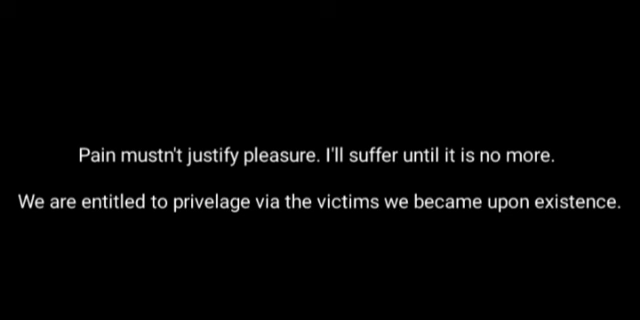 Pain mustn't justify pleasure. I'll suffer until it is no more.
We are entitled to privelage via the victims we became upon existence.